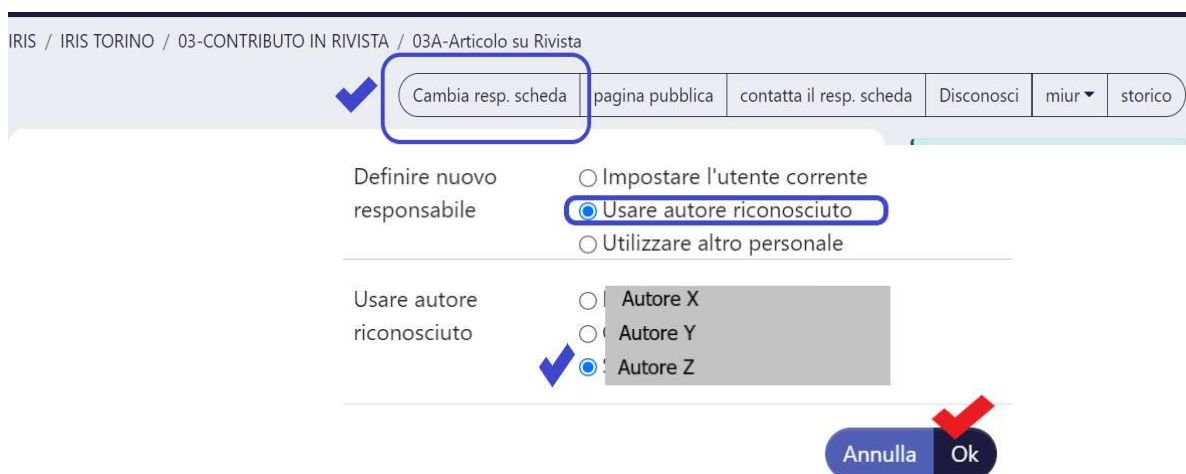 IRIS / IRIS TORINO / 03-CONTRIBUTO IN RIVISTA / 03A-Articolo su Rivista
Cambia resp. scheda pagina pubblica contatta il resp. scheda Disconosci miur storico
Definire nuovo responsabile
Impostare l'utente corrente
Usare autore riconosciuto
Utilizzare altro personale
Usare autore riconosciuto
Autore X
Autore Y
Autore Z
Annulla Ok